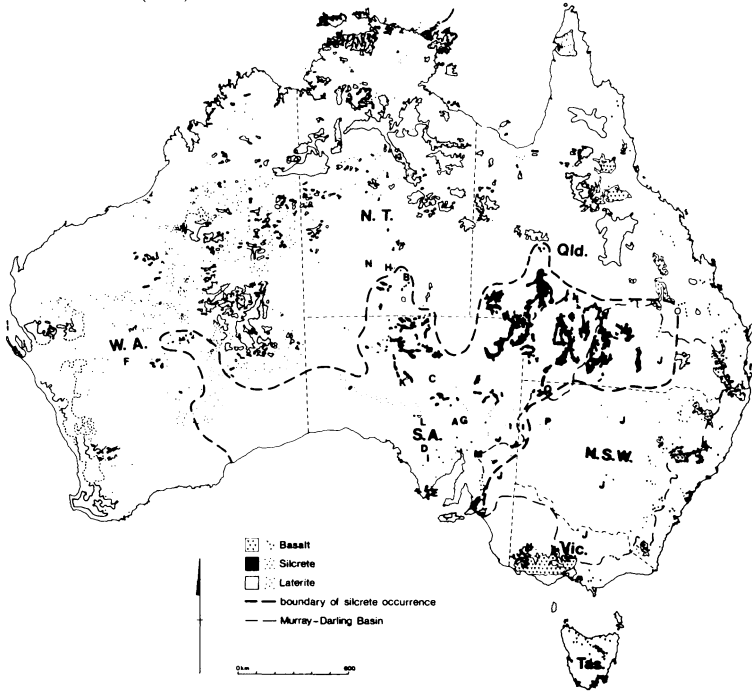 N. T.
Qld.
N H B
W. A.
F
K C
L A G
S.A.
D
M
J
J
P
J
N.S.W.
J
J
Vic.
Tas.
Basalt
Silcrete
Laterite
boundary of silcrete occurrence
Murray-Darling Basin
0 km 600